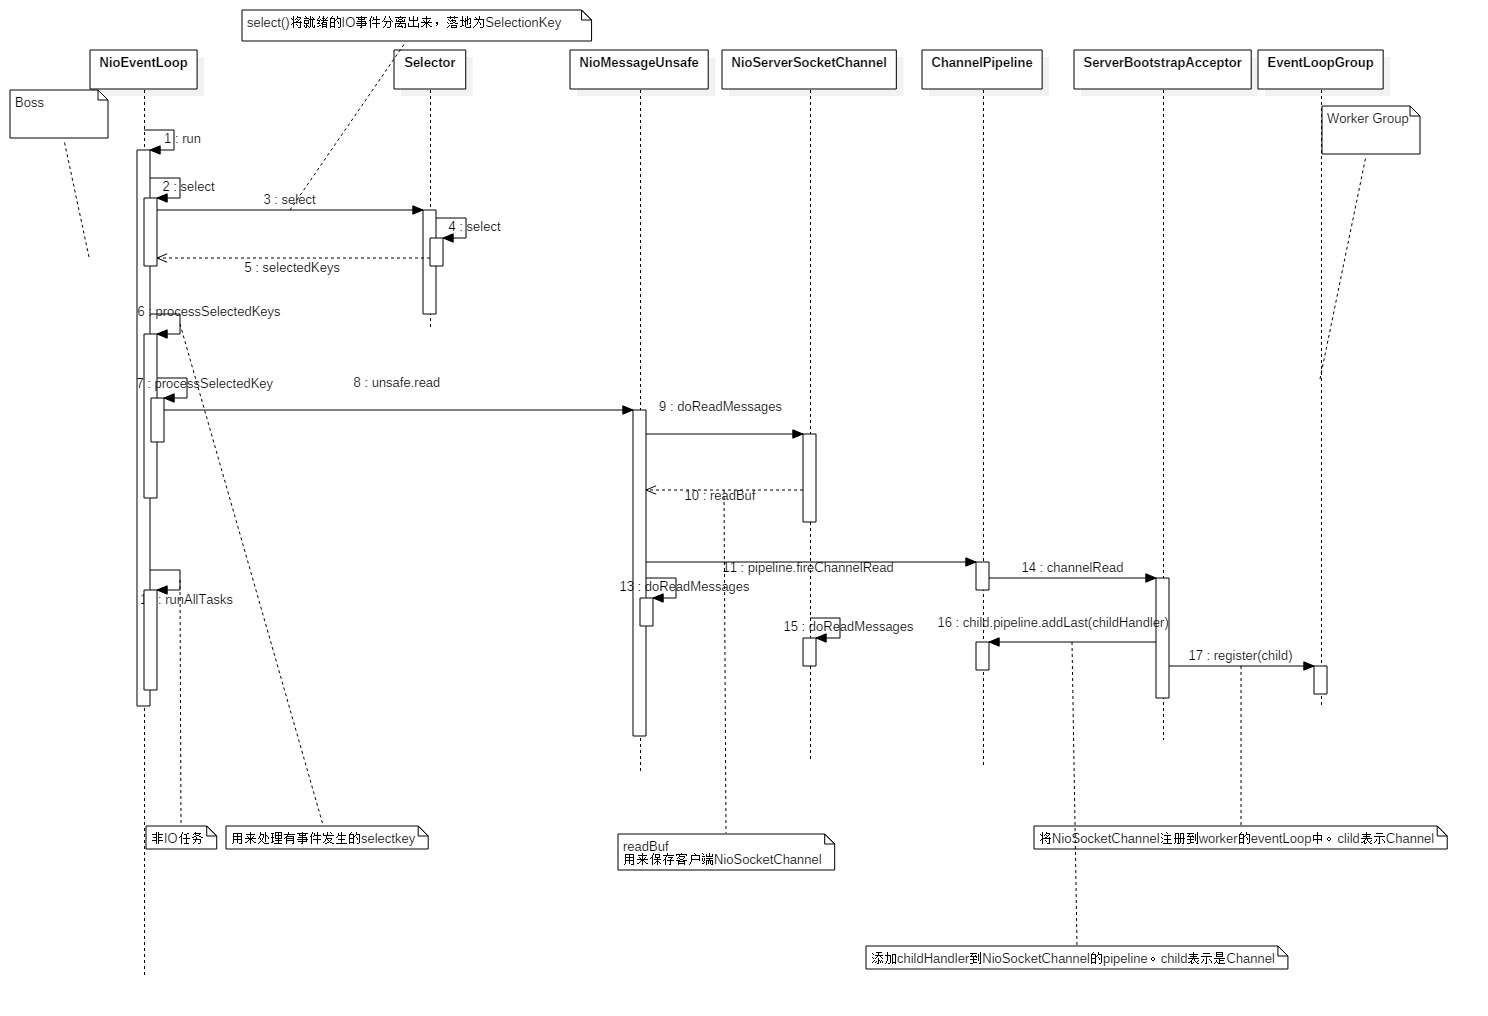 select()将就绪的IO事件分离出来，落地为SelectionKey
NioEventLoop
Selector
NioMessageUnsafe
NioServerSocketChannel
ChannelPipeline
ServerBootstrapAcceptor
EventLoopGroup
Boss
Worker Group
1 : run
2 : select
3 : select
4 : select
5 : selectedKeys
6 : processSelectedKeys
7 : processSelectedKey
8 : unsafe.read
9 : doReadMessages
10 : readBuf
11 : pipeline.fireChannelRead
14 : channelRead
13 : doReadMessages
: runAllTasks
15 : doReadMessages
16 : child.pipeline.addLast(childHandler)
17 : register(child)
非IO任务
用来处理有事件发生的selectkey
readBuf
用来保存客户端NioSocketChannel
将NioSocketChannel注册到worker的eventLoop中。clild表示Channel
添加childHandler到NioSocketChannel的pipeline。child表示是Channel